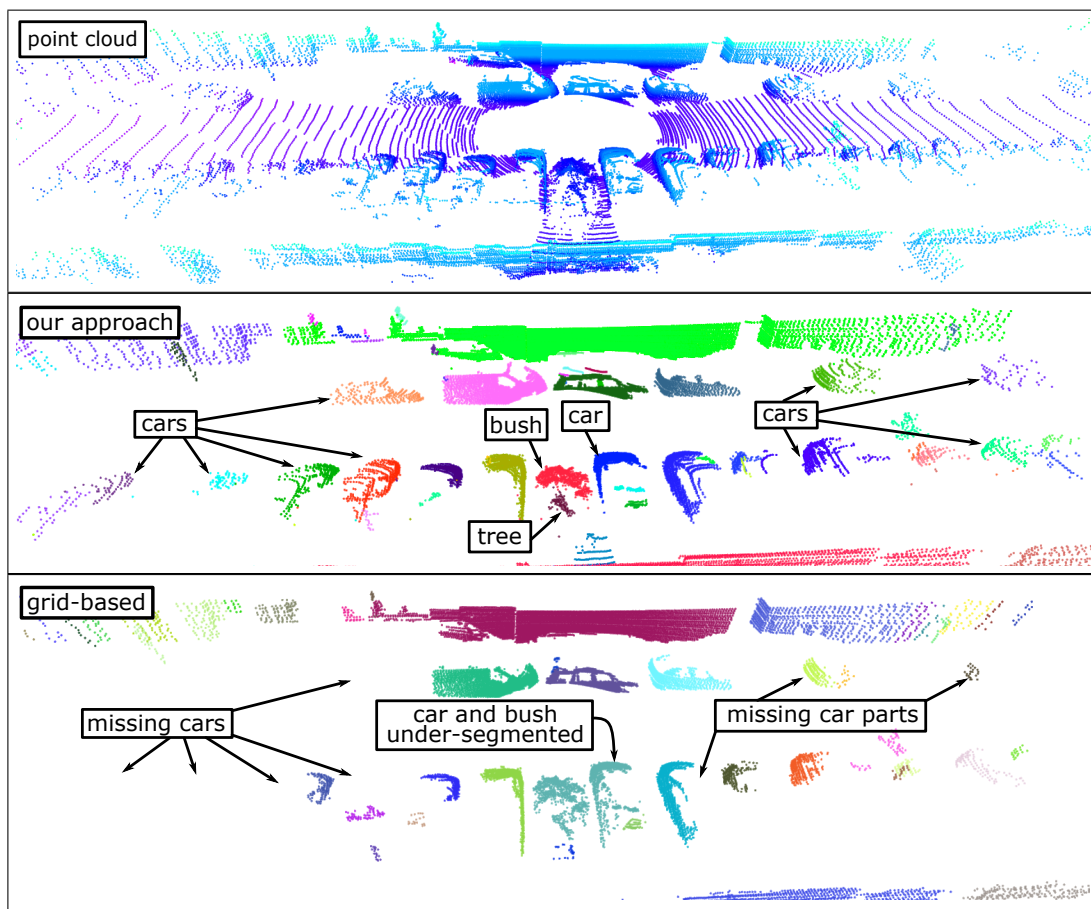 point cloud
our approach
cars
bush
car
cars
tree
grid-based
missing cars
car and bush
under-segmented
missing car parts